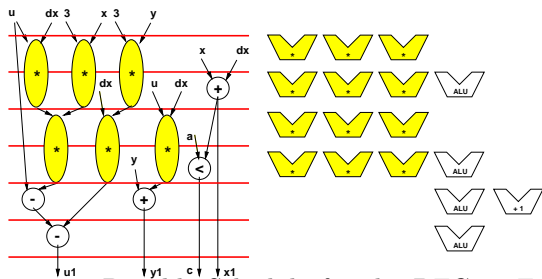 u dx 3 x 3 y
* * * x dx * * *
+ * * * ALU
dx u dx
a * * *
* * * < * * * ALU
y
- + ALU + 1
- ALU
u1 y1 c x1